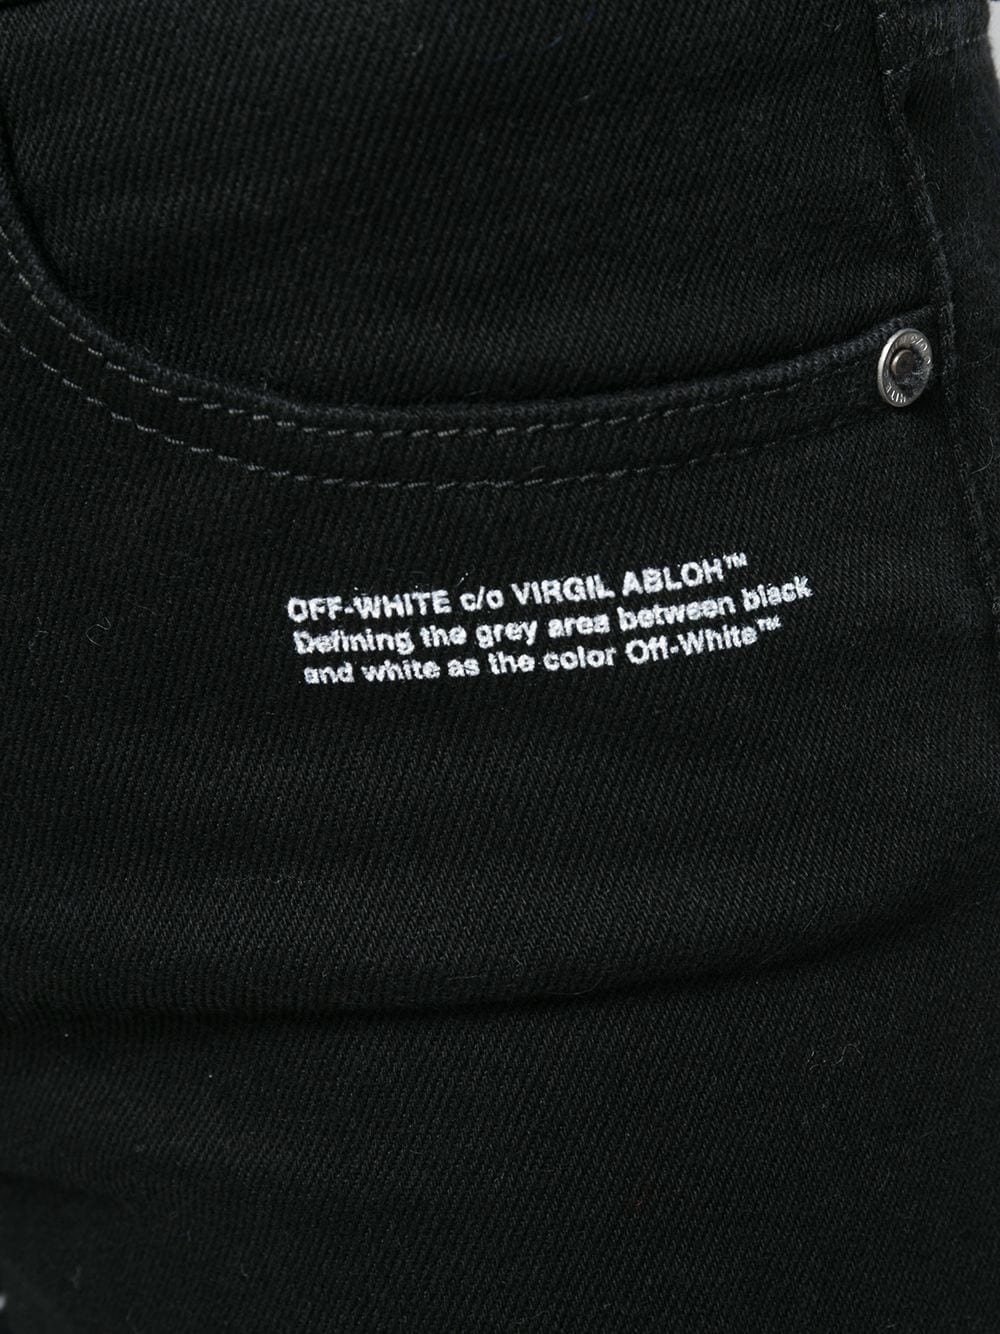 OFF-WHITE c/o VIRGIL ABLOH™
Defining the grey area between black
and white as the color Off-White™